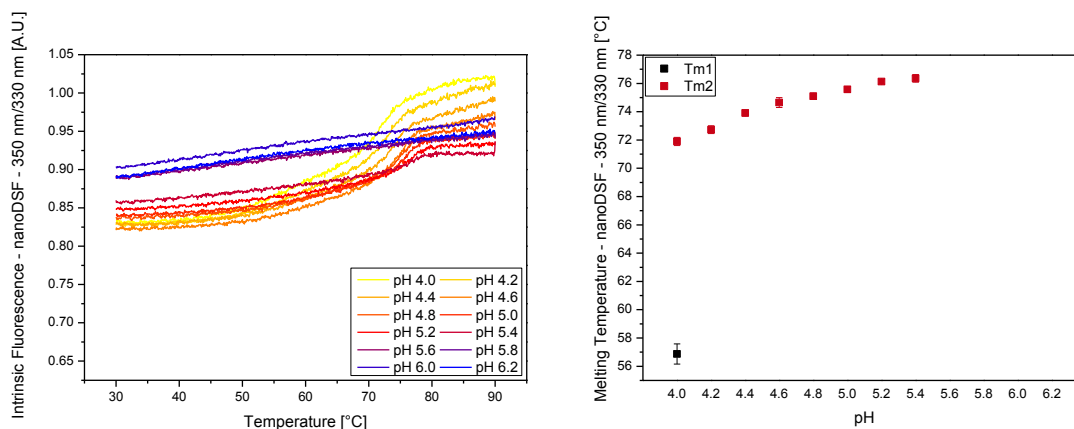 Intrinsic Fluorescence - nanoDSF - 350 nm/330 nm [A.U.]
1.05
1.00
0.95
0.90
0.85
0.80
0.75
0.70
0.65
pH 4.0 pH 4.2
pH 4.4 pH 4.6
pH 4.8 pH 5.0
pH 5.2 pH 5.4
pH 5.6 pH 5.8
pH 6.0 pH 6.2
30 40 50 60 70 80 90
Temperature [°C]
Melting Temperature - nanoDSF - 350 nm/330 nm [°C]
78
76
74
72
70
68
66
64
62
60
58
56
Tm1
Tm2
4.0 4.2 4.4 4.6 4.8 5.0 5.2 5.4 5.6 5.8 6.0 6.2
pH